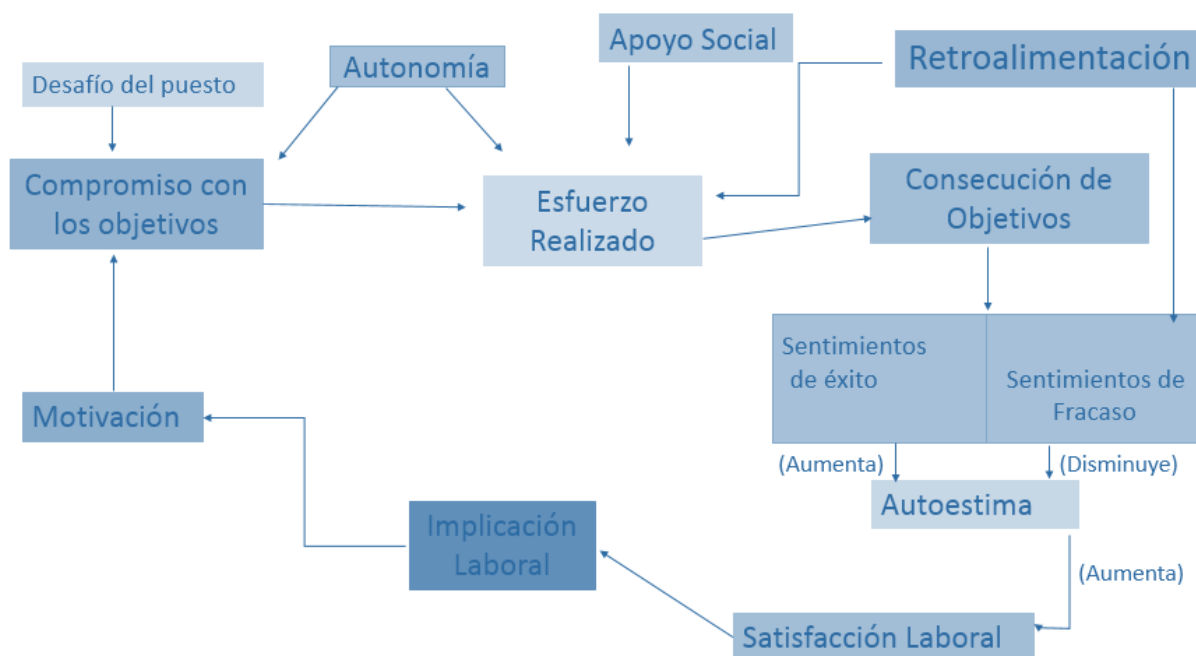 Apoyo Social
Retroalimentación
Autonomía
Desafío del puesto
Compromiso con
los objetivos
Esfuerzo
Realizado
Consecución de
Objetivos
Sentimientos
de éxito
Sentimientos de
Fracaso
Motivación
(Aumenta)
(Disminuye)
Autoestima
Implicación
Laboral
(Aumenta)
Satisfacción Laboral